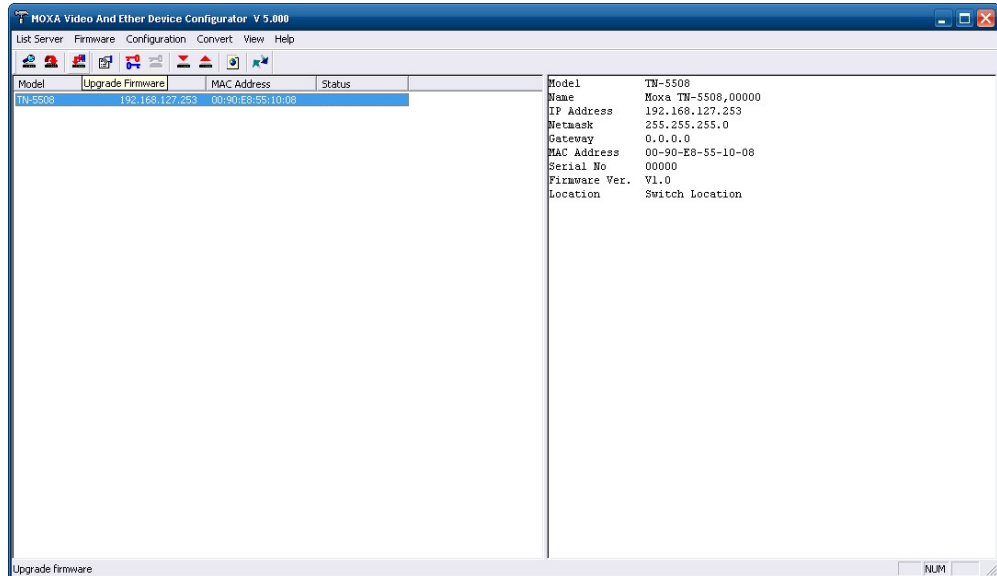 MOXA Video And Ether Device Configurator V 5.000
List Server Firmware Configuration Convert View Help
Model Upgrade Firmware MAC Address Status
TN-5508 192.168.127.253 00:90:E8:55:10:08
Model TN-5508
Name Moxa TN-5508,00000
IP Address 192.168.127.253
Netmask 255.255.255.0
Gateway 0.0.0.0
MAC Address 00-90-E8-55-10-08
Serial No 00000
Firmware Ver. V1.0
Location Switch Location
Upgrade firmware NUM